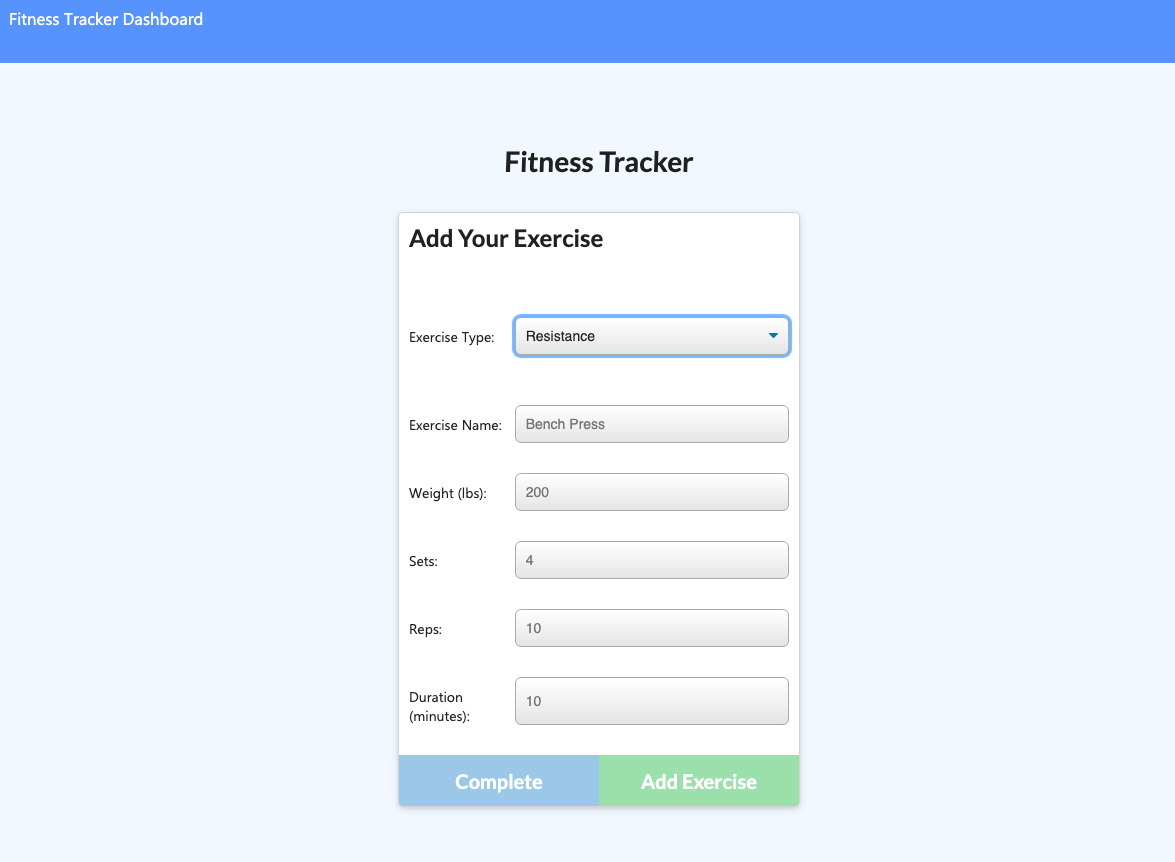 Fitness Tracker Dashboard
Fitness Tracker
Add Your Exercise
Exercise Type: Resistance
Exercise Name: Bench Press
Weight (lbs): 200
Sets: 4
Reps: 10
Duration
(minutes): 10
Complete Add Exercise